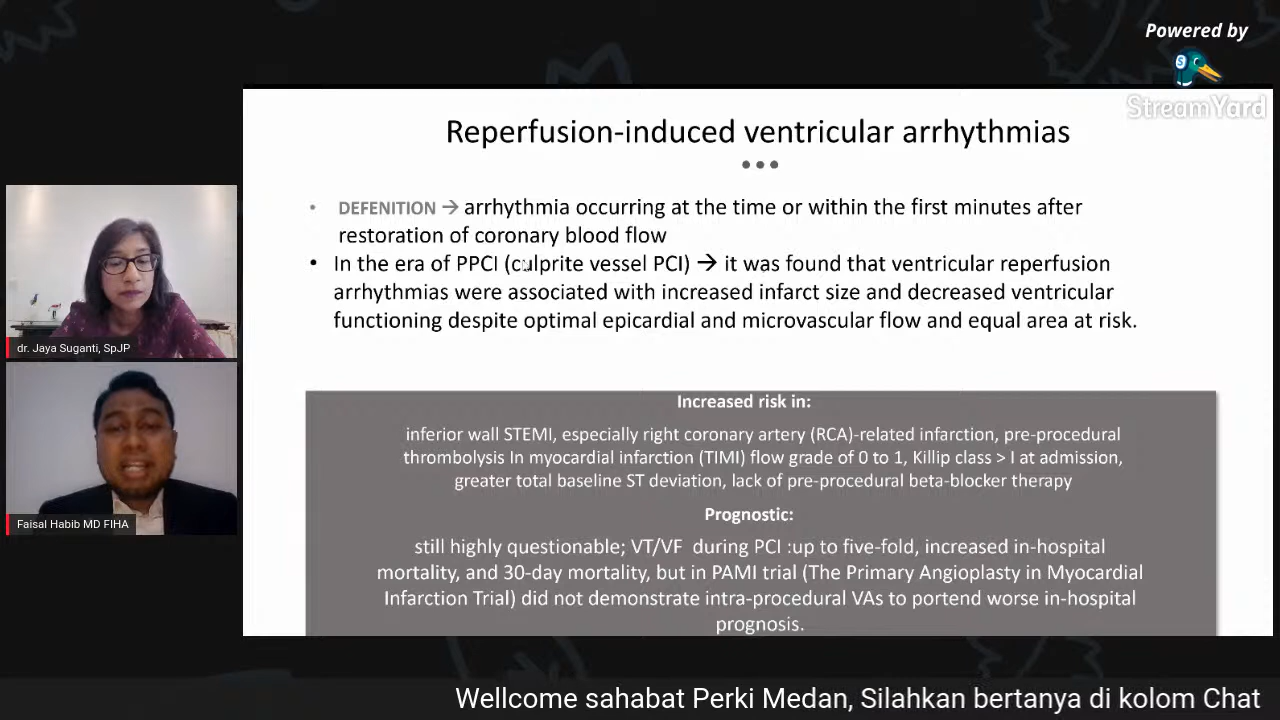 Powered by
StreamYard
Reperfusion-induced ventricular arrhythmias
• DEFENITION → arrhythmia occurring at the time or within the first minutes after
restoration of coronary blood flow
• In the era of PPCI (culprite vessel PCI) → it was found that ventricular reperfusion
arrhythmias were associated with increased infarct size and decreased ventricular
functioning despite optimal epicardial and microvascular flow and equal area at risk.
Increased risk in:
inferior wall STEMI, especially right coronary artery (RCA)-related infarction, pre-procedural
thrombolysis In myocardial infarction (TIMI) flow grade of 0 to 1, Killip class > I at admission,
greater total baseline ST deviation, lack of pre-procedural beta-blocker therapy
Prognostic:
still highly questionable; VT/VF during PCI :up to five-fold, increased in-hospital
mortality, and 30-day mortality, but in PAMI trial (The Primary Angioplasty in Myocardial
Infarction Trial) did not demonstrate intra-procedural VAs to portend worse in-hospital
prognosis.
dr. Jaya Suganti, SpJP
Faisal Habib MD FIHA
Wellcome sahabat Perki Medan, Silahkan bertanya di kolom Chat